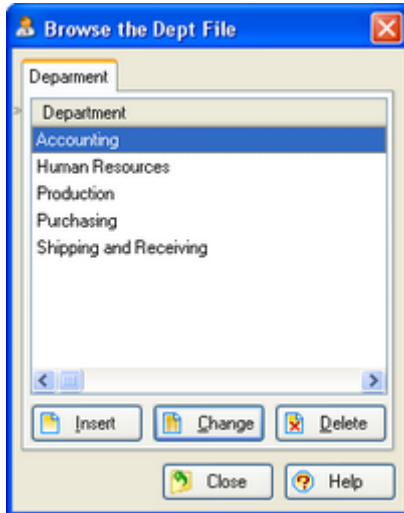 Browse the Dept File
Deparment
Department
Accounting
Human Resources
Production
Purchasing
Shipping and Receiving
Insert Change Delete
Close Help